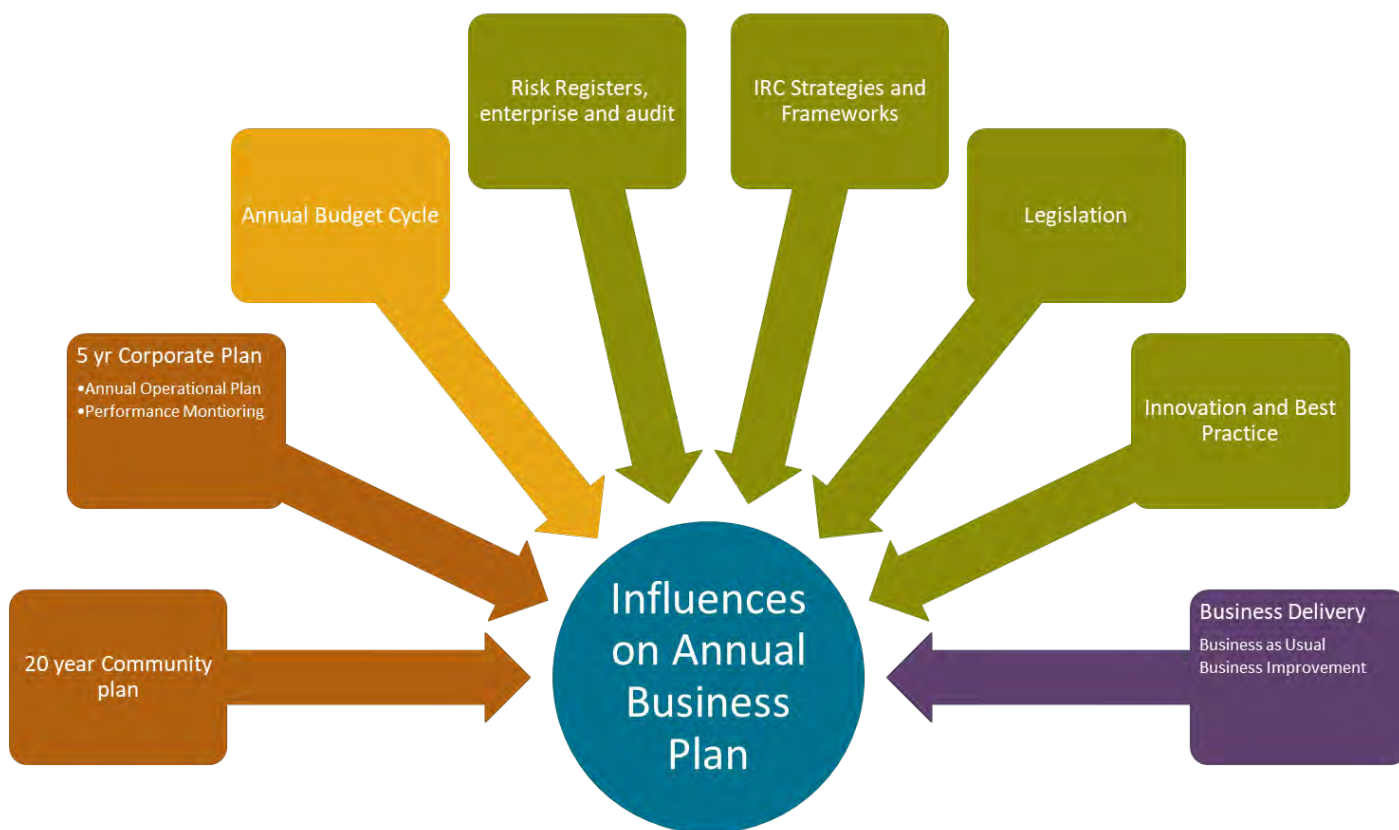 20 year Community
plan
5 yr Corporate Plan
•Annual Operational Plan
•Performance Montioring
Annual Budget Cycle
Risk Registers,
enterprise and audit
IRC Strategies and
Frameworks
Legislation
Innovation and Best
Practice
Business Delivery
Business as Usual
Business Improvement
Influences
on Annual
Business
Plan